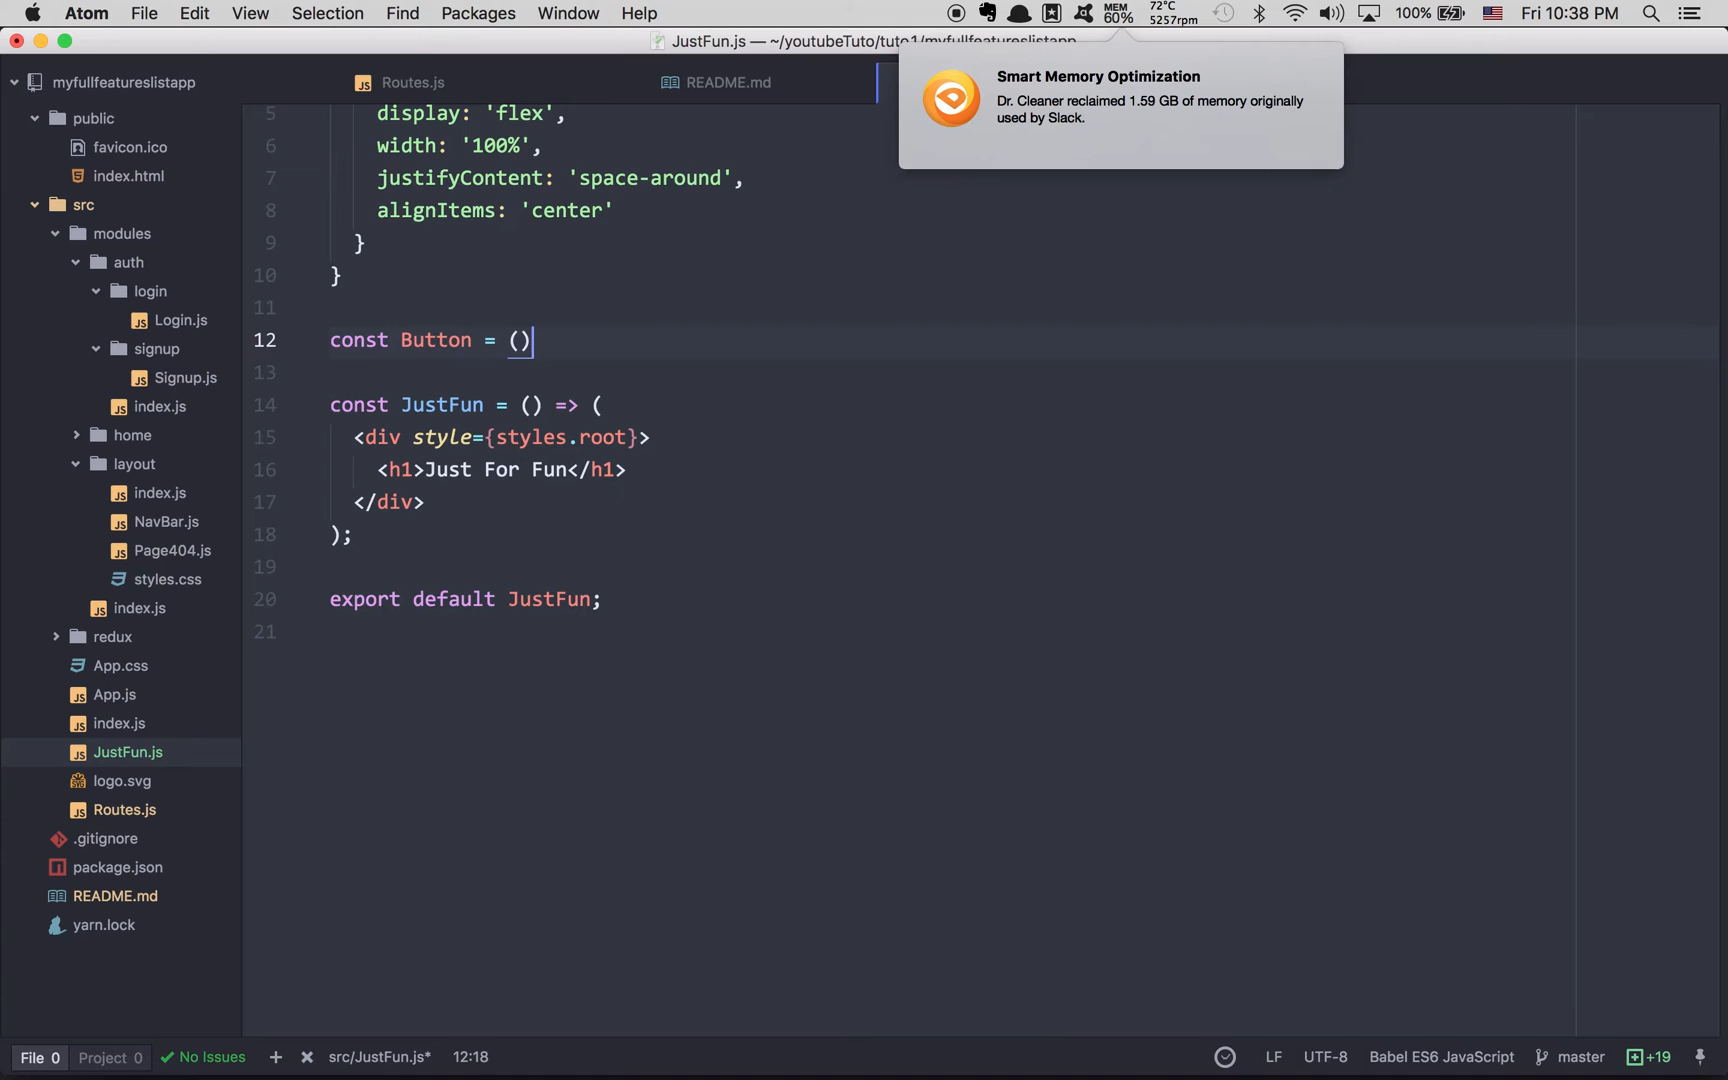 Atom File Edit View Selection Find Packages Window Help MEM 60% 72°C 5257rpm 100% Fri 10:38 PM
JustFun.js — ~/youtubeTuto/tuto1/myfullfeatureslistapp
Smart Memory Optimization
Dr. Cleaner reclaimed 1.59 GB of memory originally
used by Slack.
myfullfeatureslistapp
Routes.js
README.md
public
favicon.ico
index.html
src
modules
auth
login
Login.js
signup
Signup.js
index.js
home
layout
index.js
NavBar.js
Page404.js
styles.css
index.js
redux
App.css
App.js
index.js
JustFun.js
logo.svg
Routes.js
.gitignore
package.json
README.md
yarn.lock
5 display: 'flex',
6 width: '100%',
7 justifyContent: 'space-around',
8 alignItems: 'center'
9 }
10 }
11
12 const Button = ()
13
14 const JustFun = () => (
15 <div style={styles.root}>
16 <h1>Just For Fun</h1>
17 </div>
18 );
19
20 export default JustFun;
21
File 0 Project 0 No Issues src/JustFun.js* 12:18 LF UTF-8 Babel ES6 JavaScript master +19